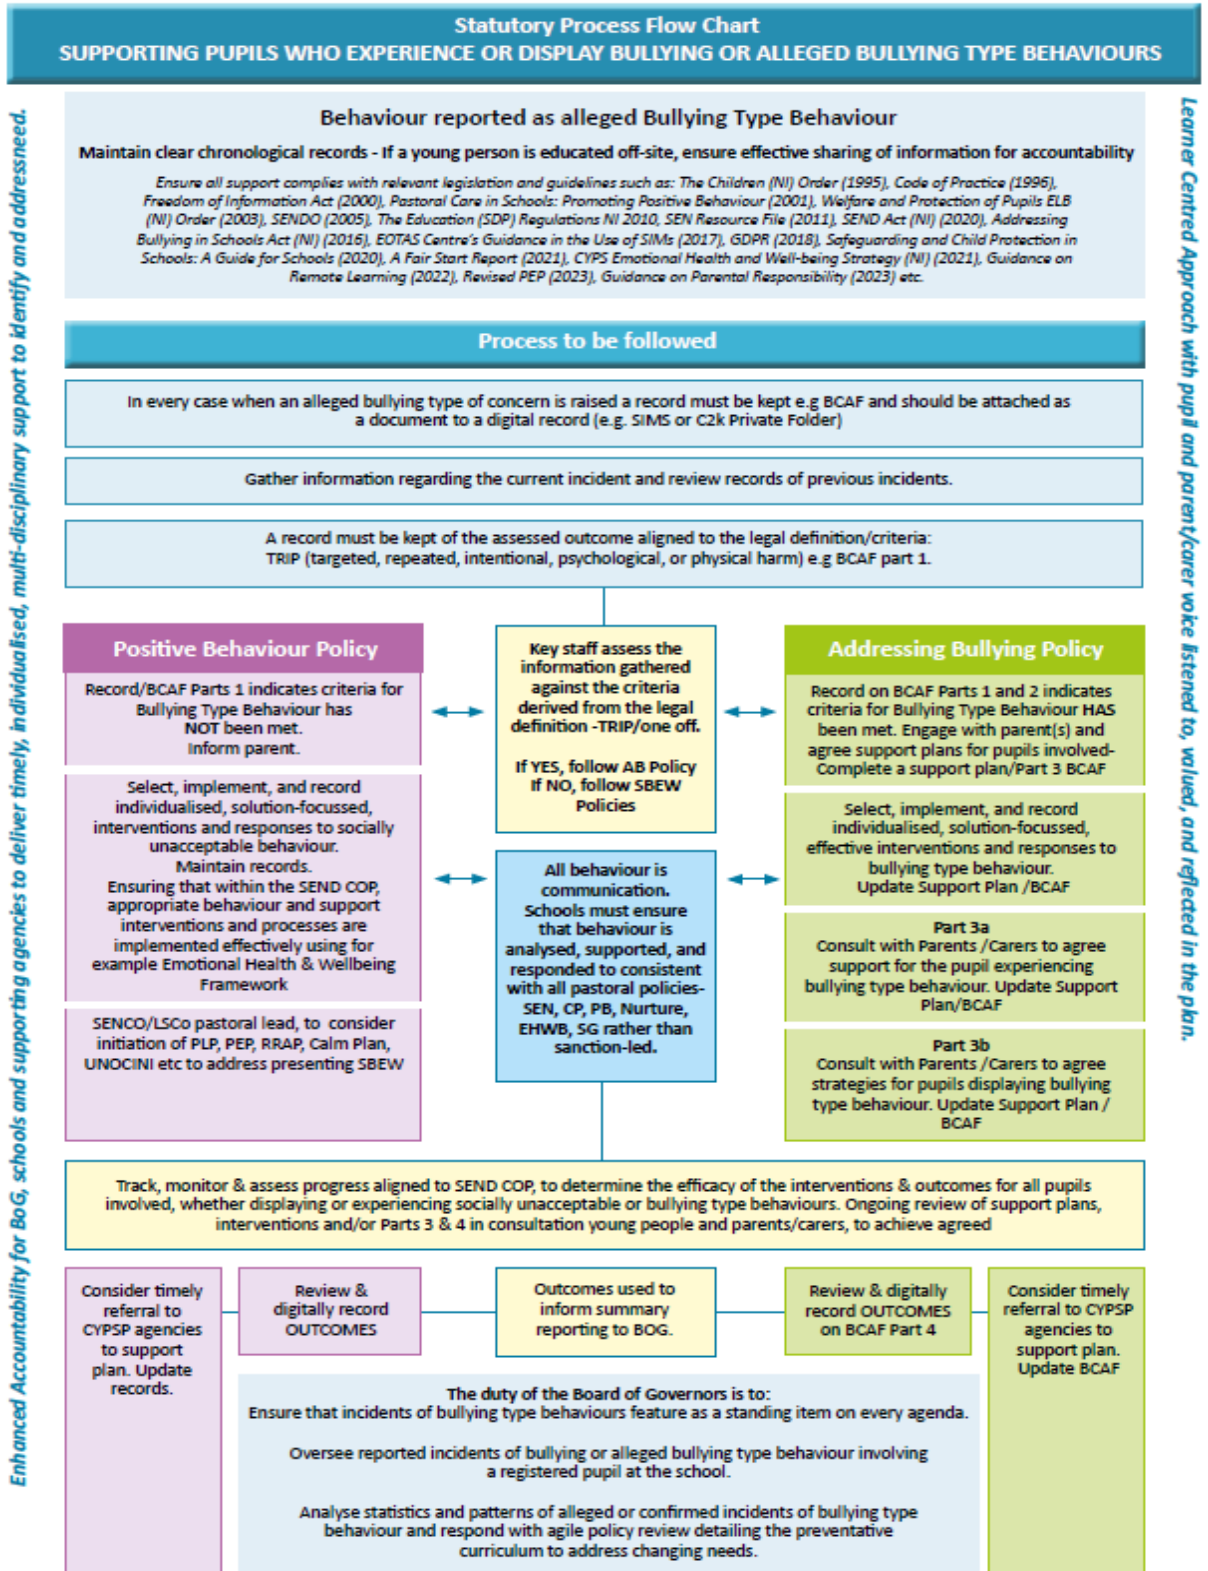 Statutory Process Flow Chart
SUPPORTING PUPILS WHO EXPERIENCE OR DISPLAY BULLYING OR ALLEGED BULLYING TYPE BEHAVIOURS
Enhanced Accountability for BoG, schools and supporting agencies to deliver timely, individualised, multi-disciplinary support to identify and addressneed.
Learner Centred Approach with pupil and parent/carer voice listened to, valued, and reflected in the plan.
Behaviour reported as alleged Bullying Type Behaviour
Maintain clear chronological records - If a young person is educated off-site, ensure effective sharing of information for accountability
Ensure all support complies with relevant legislation and guidelines such as: The Children (NI) Order (1995), Code of Practice (1996),
Freedom of Information Act (2000), Pastoral Care in Schools: Promoting Positive Behaviour (2001), Welfare and Protection of Pupils ELB
(NI) Order (2003), SENDO (2005), The Education (SDP) Regulations NI 2010, SEN Resource File (2011), SEND Act (NI) (2020), Addressing
Bullying in Schools Act (NI) (2016), EOTAS Centre's Guidance in the Use of SIMs (2017), GDPR (2018), Safeguarding and Child Protection in
Schools: A Guide for Schools (2020), A Fair Start Report (2021), CYPS Emotional Health and Well-being Strategy (NI) (2021), Guidance on
Remote Learning (2022), Revised PEP (2023), Guidance on Parental Responsibility (2023) etc.
Process to be followed
In every case when an alleged bullying type of concern is raised a record must be kept e.g BCAF and should be attached as
a document to a digital record (e.g. SIMS or C2k Private Folder)
Gather information regarding the current incident and review records of previous incidents.
A record must be kept of the assessed outcome aligned to the legal definition/criteria:
TRIP (targeted, repeated, intentional, psychological, or physical harm) e.g BCAF part 1.
Positive Behaviour Policy
Record/BCAF Parts 1 indicates criteria for
Bullying Type Behaviour has
NOT been met.
Inform parent.
Select, implement, and record
individualised, solution-focussed,
interventions and responses to socially
unacceptable behaviour.
Maintain records.
Ensuring that within the SEND COP,
appropriate behaviour and support
interventions and processes are
implemented effectively using for
example Emotional Health & Wellbeing
Framework
SENCO/LSCo pastoral lead, to consider
initiation of PLP, PEP, RRAP, Calm Plan,
UNOCINI etc to address presenting SBEW
Key staff assess the
information gathered
against the criteria
derived from the legal
definition -TRIP/one off.
If YES, follow AB Policy
If NO, follow SBEW
Policies
All behaviour is
communication.
Schools must ensure
that behaviour is
analysed, supported, and
responded to consistent
with all pastoral policies-
SEN, CP, PB, Nurture,
EHWB, SG rather than
sanction-led.
Addressing Bullying Policy
Record on BCAF Parts 1 and 2 indicates
criteria for Bullying Type Behaviour HAS
been met. Engage with parent(s) and
agree support plans for pupils involved-
Complete a support plan/Part 3 BCAF
Select, implement, and record
individualised, solution-focussed,
effective interventions and responses to
bullying type behaviour.
Update Support Plan /BCAF
Part 3a
Consult with Parents /Carers to agree
support for the pupil experiencing
bullying type behaviour. Update Support
Plan/BCAF
Part 3b
Consult with Parents /Carers to agree
strategies for pupils displaying bullying
type behaviour. Update Support Plan /
BCAF
Track, monitor & assess progress aligned to SEND COP, to determine the efficacy of the interventions & outcomes for all pupils
involved, whether displaying or experiencing socially unacceptable or bullying type behaviours. Ongoing review of support plans,
interventions and/or Parts 3 & 4 in consultation young people and parents/carers, to achieve agreed
Consider timely
referral to
CYPSP agencies
to support
plan. Update
records.
Review &
digitally record
OUTCOMES
Outcomes used to
inform summary
reporting to BOG.
Review & digitally
record OUTCOMES
on BCAF Part 4
Consider timely
referral to CYPSP
agencies to
support plan.
Update BCAF
The duty of the Board of Governors is to:
Ensure that incidents of bullying type behaviours feature as a standing item on every agenda.
Oversee reported incidents of bullying or alleged bullying type behaviour involving
a registered pupil at the school.
Analyse statistics and patterns of alleged or confirmed incidents of bullying type
behaviour and respond with agile policy review detailing the preventative
curriculum to address changing needs.